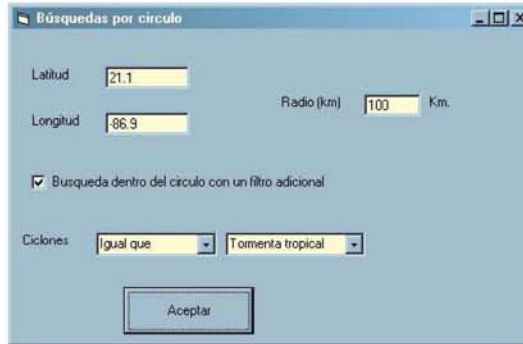 Búsquedas por circulo
Latitud 21.1
Radio (km) 100 Km.
Longitud -86.9
Busqueda dentro del circulo con un filtro adicional
Ciclones Igual que Tormenta tropical
Aceptar